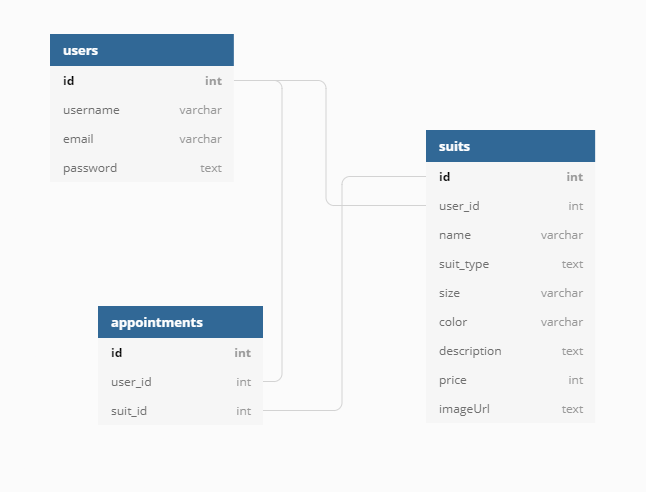 users
id int
username varchar
email varchar
password text
suits
id int
user_id int
name varchar
suit_type text
size varchar
color varchar
description text
price int
imageUrl text
appointments
id int
user_id int
suit_id int